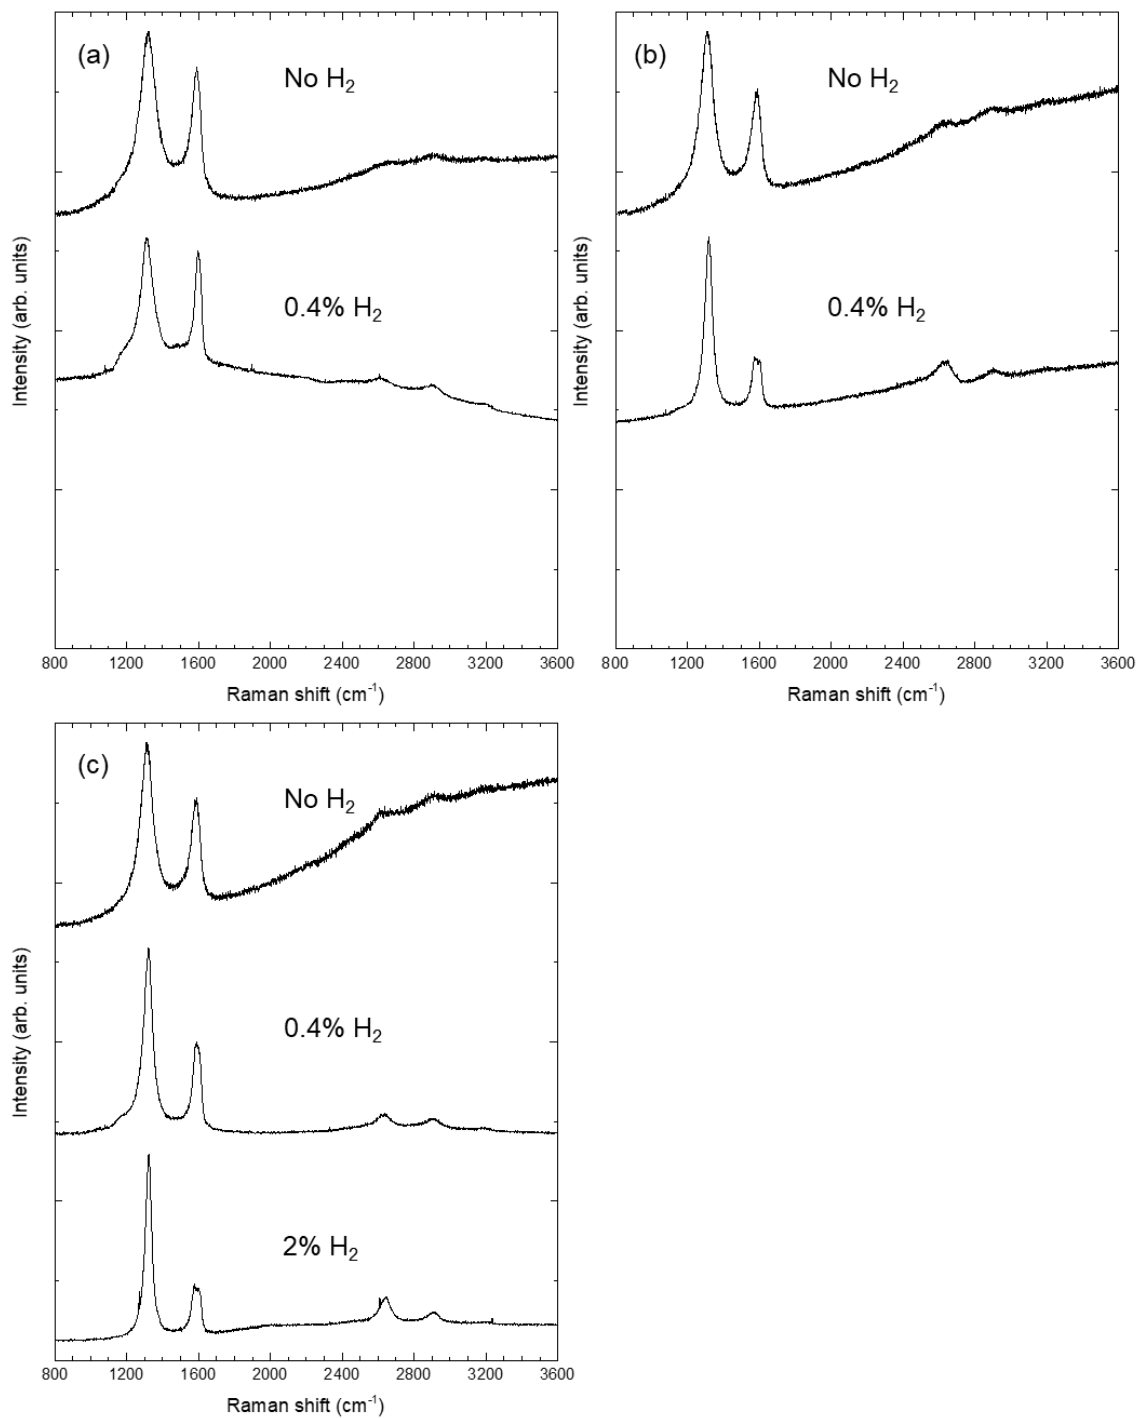 (a)
No H₂
0.4% H₂
Intensity (arb. units)
800 1200 1600 2000 2400 2800 3200 3600
Raman shift (cm⁻¹)
(b)
No H₂
0.4% H₂
Intensity (arb. units)
800 1200 1600 2000 2400 2800 3200 3600
Raman shift (cm⁻¹)
(c)
No H₂
0.4% H₂
2% H₂
Intensity (arb. units)
800 1200 1600 2000 2400 2800 3200 3600
Raman shift (cm⁻¹)